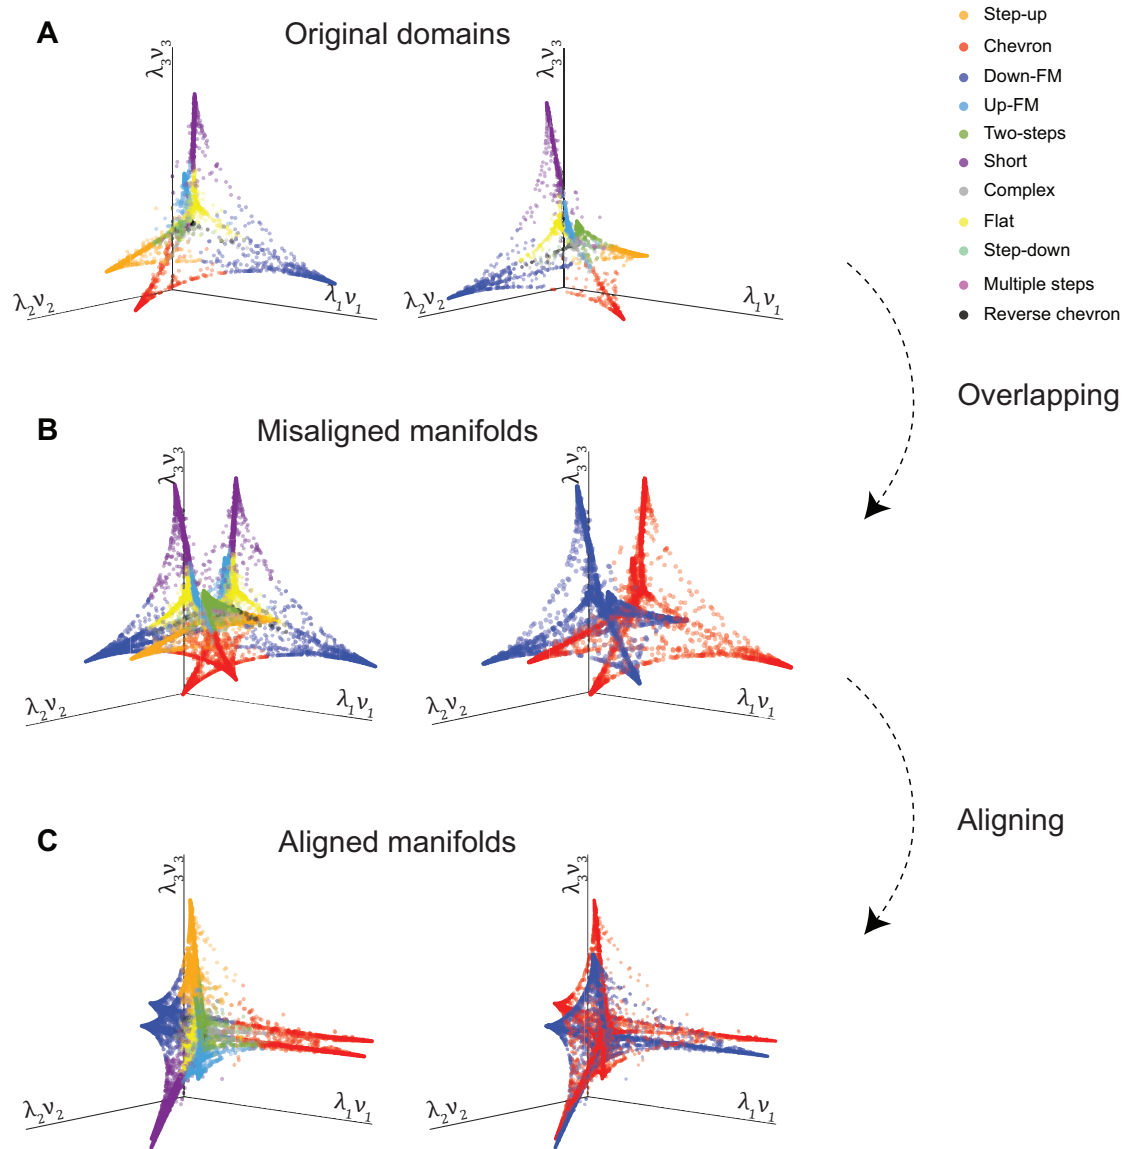 A
Original domains
λ3ν3
λ2ν2
λ1ν1
λ3ν3
λ2ν2
λ1ν1
Step-up
Chevron
Down-FM
Up-FM
Two-steps
Short
Complex
Flat
Step-down
Multiple steps
Reverse chevron
Overlapping
B
Misaligned manifolds
λ3ν3
λ2ν2
λ1ν1
λ3ν3
λ2ν2
λ1ν1
Aligning
C
Aligned manifolds
λ3ν3
λ2ν2
λ1ν1
λ3ν3
λ2ν2
λ1ν1